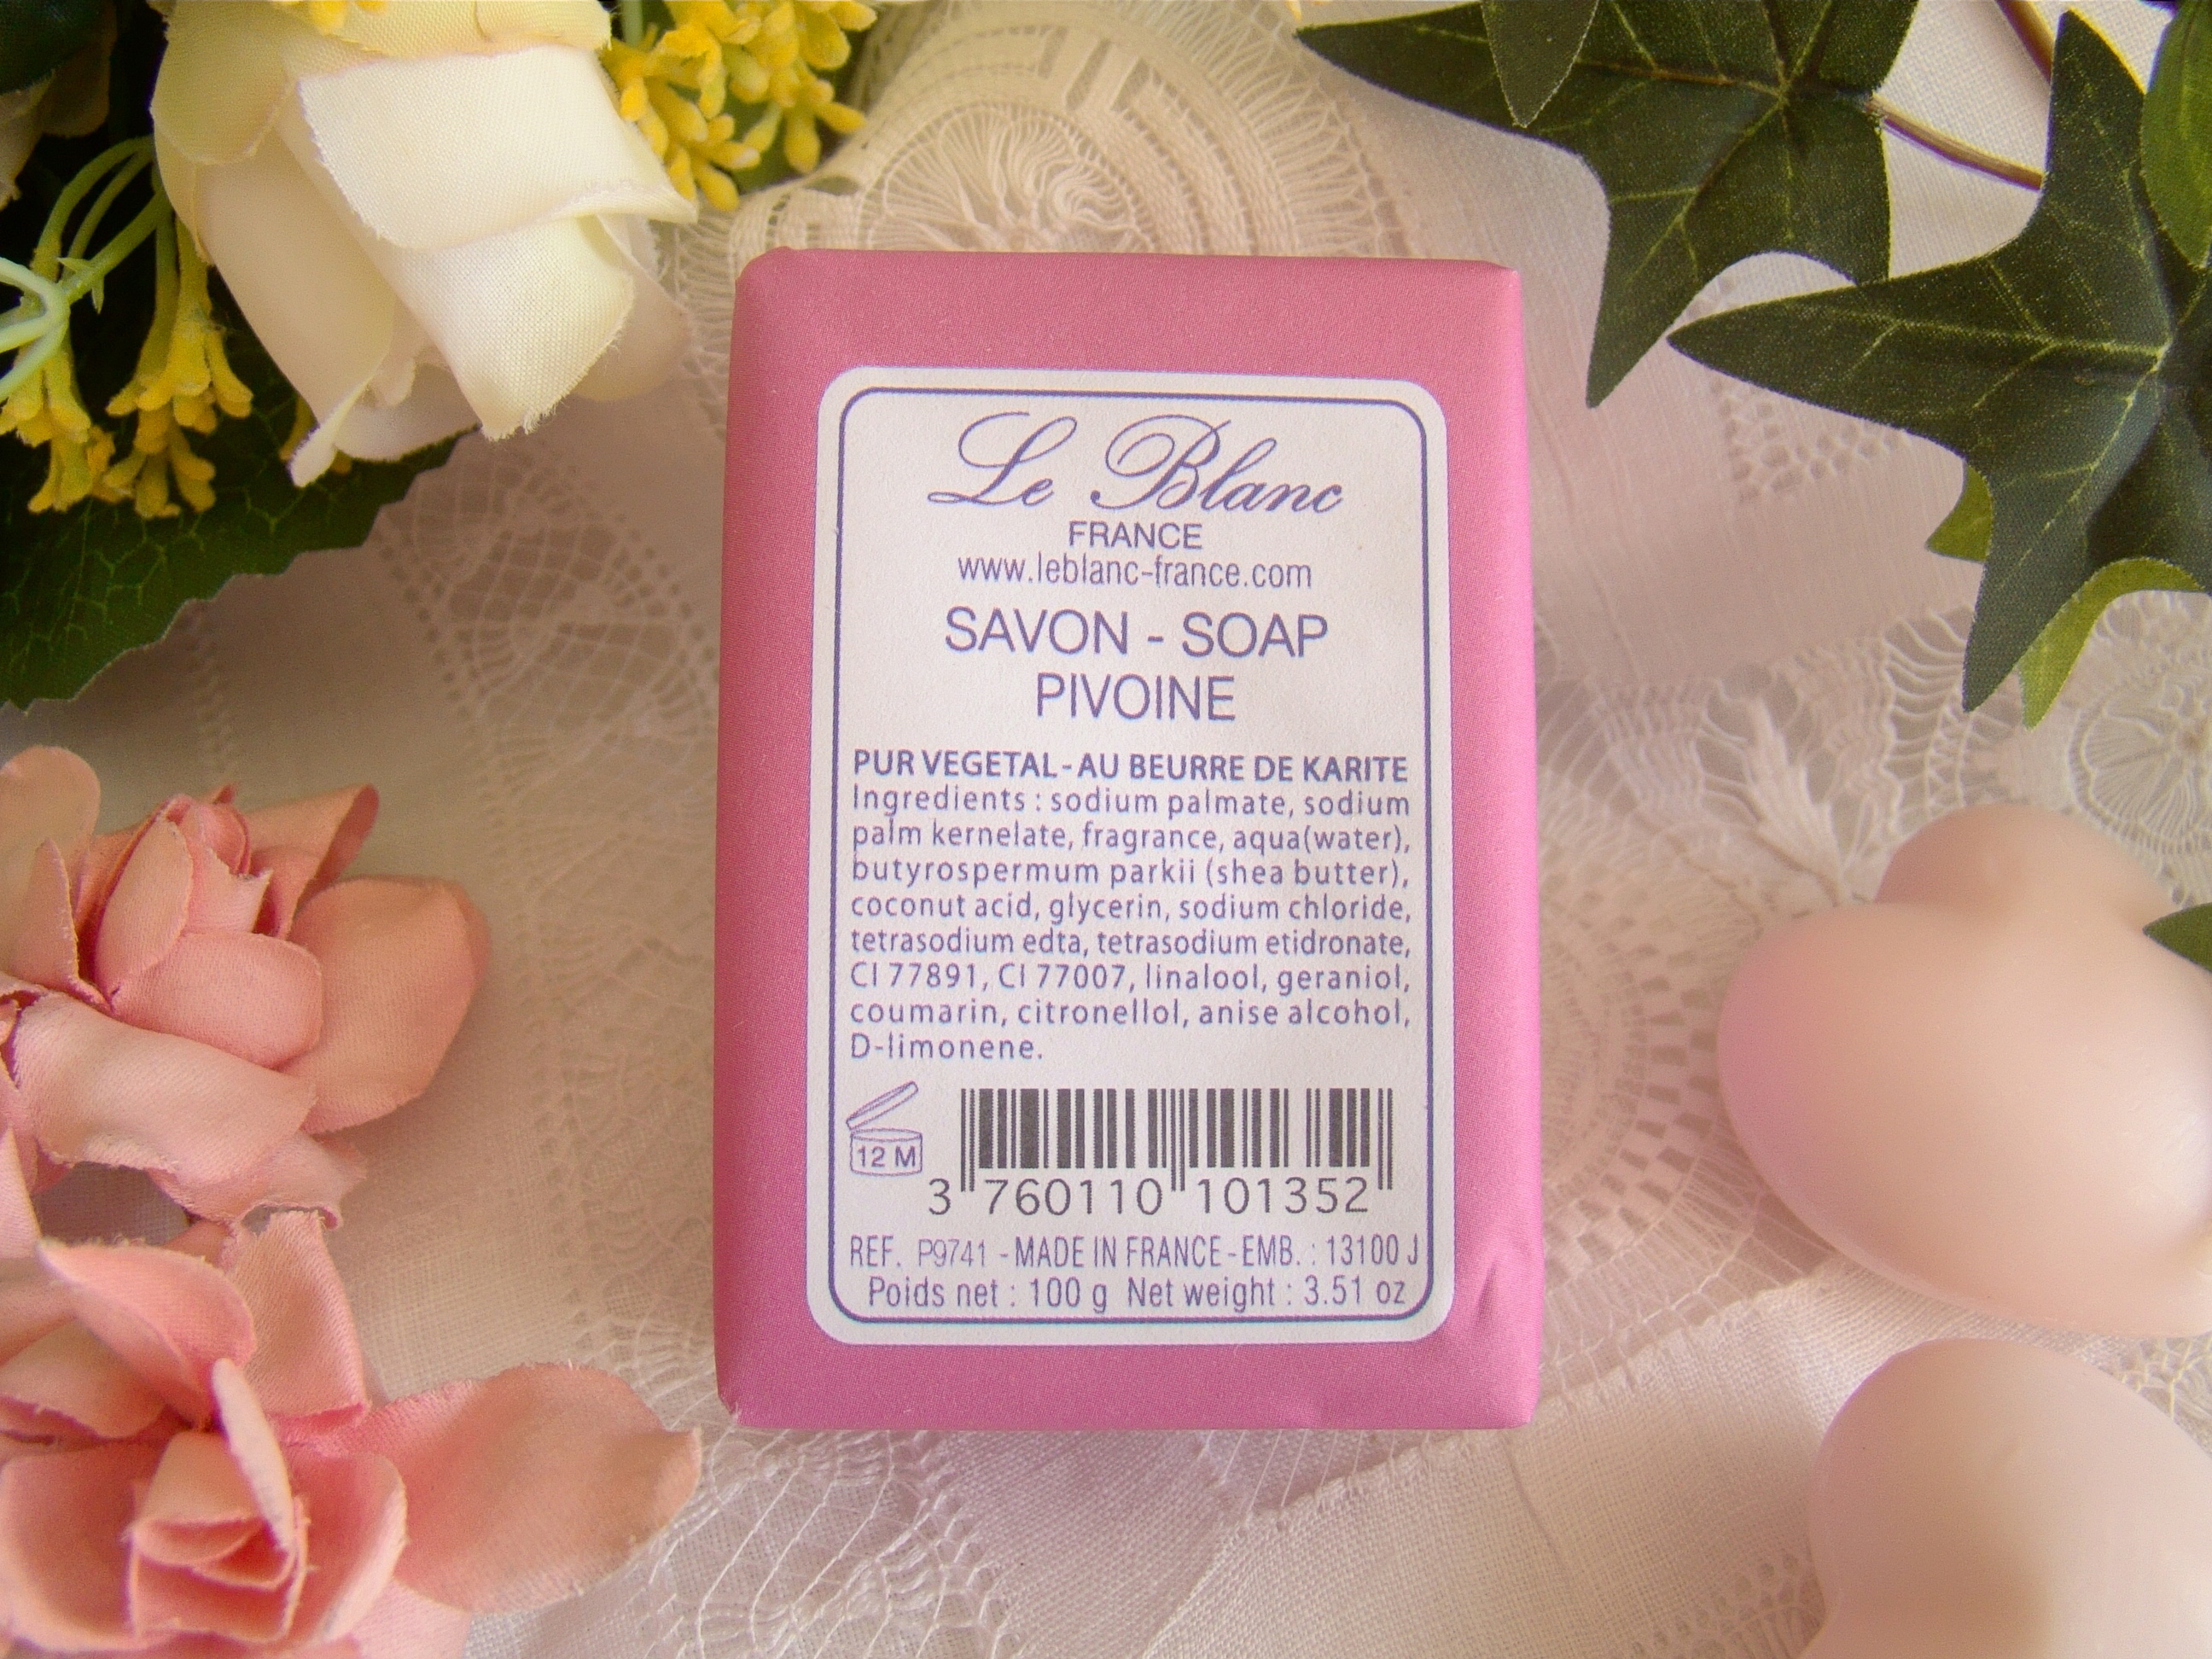 Le Blanc
FRANCE
www.leblanc-france.com
SAVON - SOAP
PIVOINE
PUR VEGETAL - AU BEURRE DE KARITE
Ingredients : sodium palmate, sodium
palm kernelate, fragrance, aqua(water),
butyrospermum parkii (shea butter),
coconut acid, glycerin, sodium chloride,
tetrasodium edta, tetrasodium etidronate,
CI 77891, CI 77007, linalool, geraniol,
coumarin, citronellol, anise alcohol,
D-limonene.
12 M
3 760110 101352
REF. P9741 - MADE IN FRANCE - EMB. : 13100 J
Poids net : 100 g Net weight : 3.51 oz